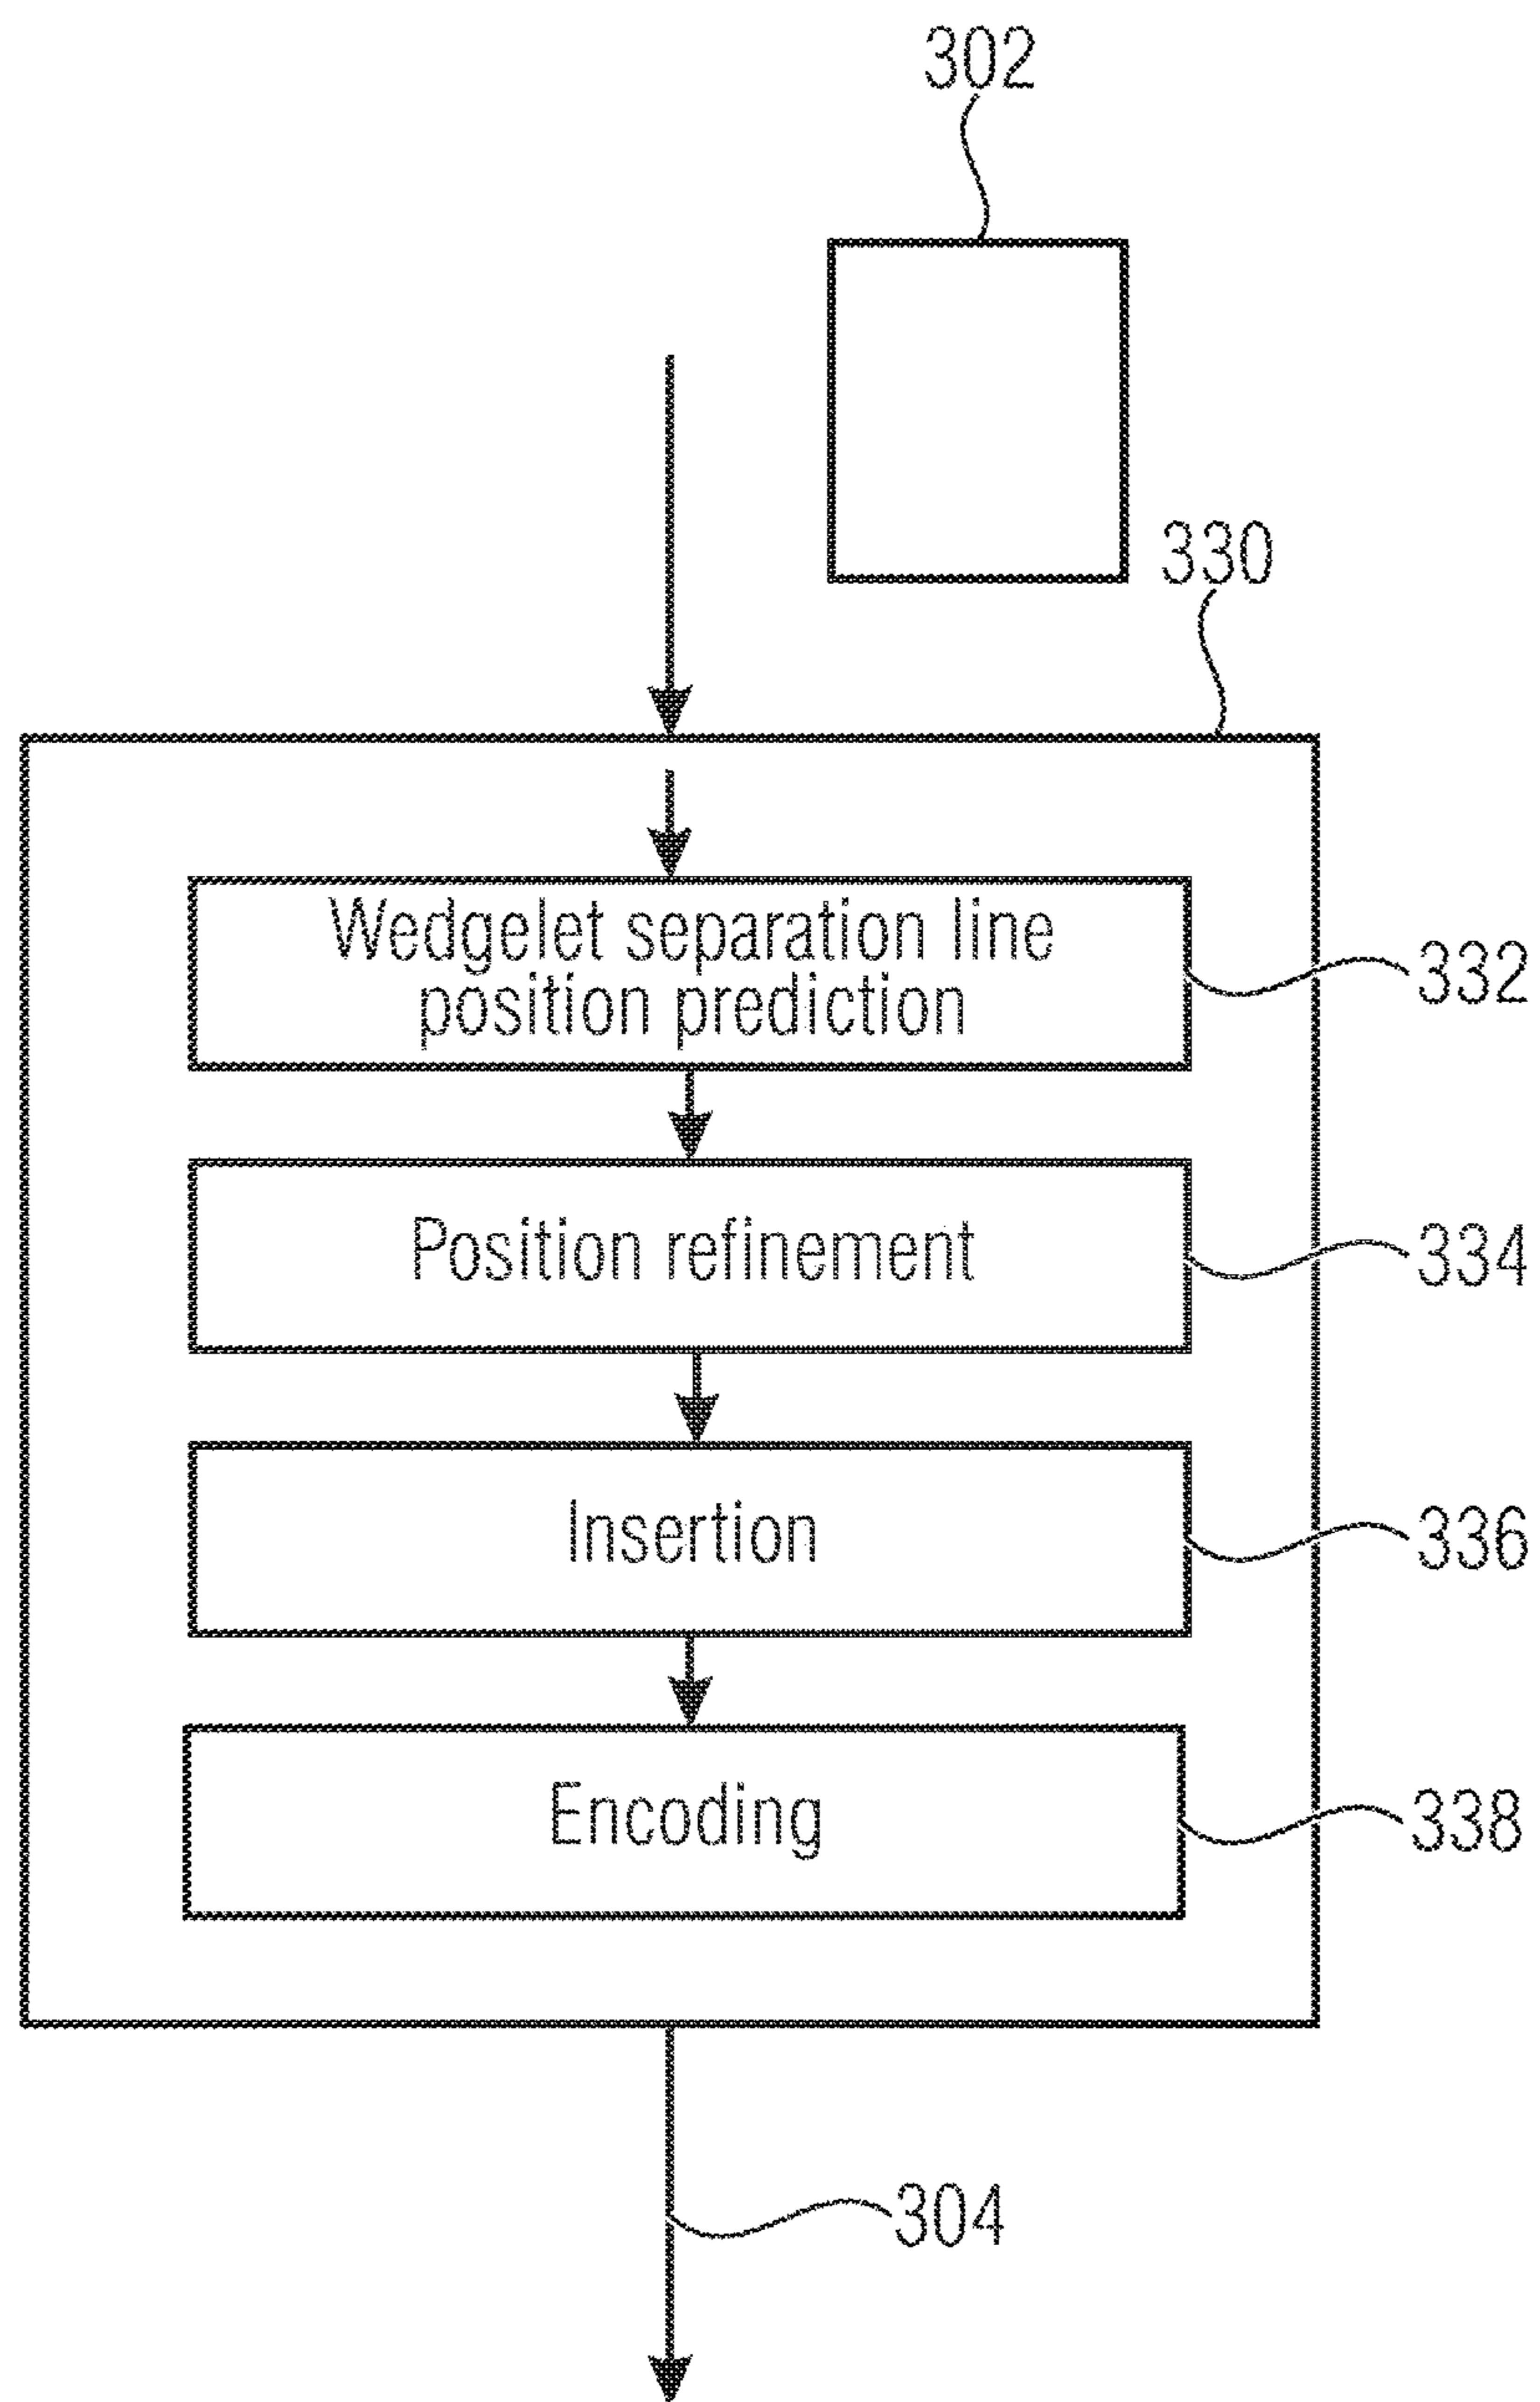 302
330
Wedgelet separation line
position prediction
332
Position refinement
334
Insertion
336
Encoding
338
304